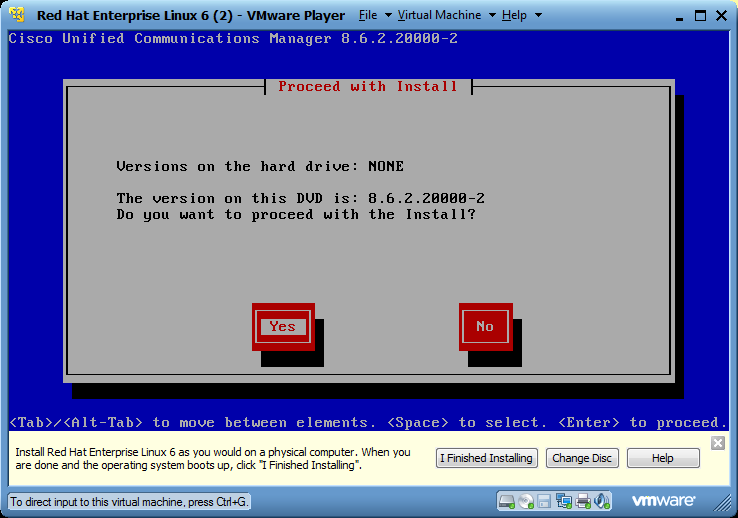 Red Hat Enterprise Linux 6 (2) - VMware Player File Virtual Machine Help
Cisco Unified Communications Manager 8.6.2.20000-2
Proceed with Install
Versions on the hard drive: NONE
The version on this DVD is: 8.6.2.20000-2
Do you want to proceed with the Install?
Yes No
<Tab>/<Alt-Tab> to move between elements. <Space> to select. <Enter> to proceed.
Install Red Hat Enterprise Linux 6 as you would on a physical computer. When you
are done and the operating system boots up, click "I Finished Installing".
I Finished Installing Change Disc Help
To direct input to this virtual machine, press Ctrl+G.
vmware